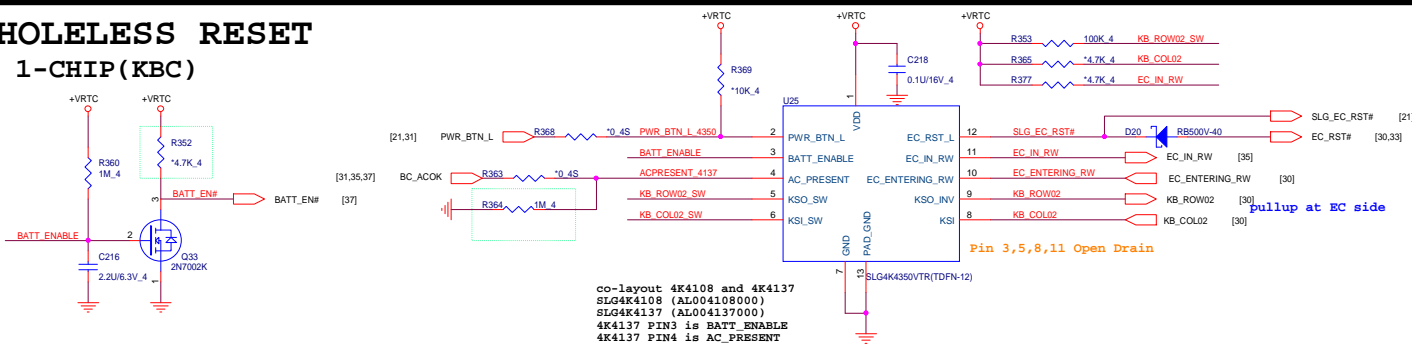 HOLELESS RESET
1-CHIP(KBC)
+VRTC
+VRTC
R360
1M_4
R352
*4.7K_4
BATT_EN#
BATT_EN#
[37]
3
BATT_ENABLE
2
1
Q33
2N7002K
C216
2.2U/6.3V_4
+VRTC
R369
*10K_4
[21,31]
PWR_BTN_L
R368
*0_4S
PWR_BTN_L_4350
BATT_ENABLE
[31,35,37]
BC_ACOK
R363
*0_4S
ACPRESENT_4137
R364
1M_4
KB_ROW02_SW
KB_COL02_SW
+VRTC
C218
0.1U/16V_4
+VRTC
R353
100K_4
KB_ROW02_SW
R365
*4.7K_4
KB_COL02
R377
*4.7K_4
EC_IN_RW
U25
1
VDD
2
PWR_BTN_L
3
BATT_ENABLE
4
AC_PRESENT
5
KSO_SW
6
KSI_SW
EC_RST_L
12
EC_IN_RW
11
EC_ENTERING_RW
10
KSO_INV
9
KSI
8
GND
PAD_GND
7
13
SLG4K4350VTR(TDFN-12)
SLG_EC_RST#
SLG_EC_RST#
[21]
D20
RB500V-40
EC_RST#
[30,33]
EC_IN_RW
EC_IN_RW
[35]
EC_ENTERING_RW
EC_ENTERING_RW
[30]
KB_ROW02
KB_ROW02
[30]
KB_COL02
KB_COL02
[30]
pullup at EC side
Pin 3,5,8,11 Open Drain
co-layout 4K4108 and 4K4137
SLG4K4108 (AL004108000)
SLG4K4137 (AL004137000)
4K4137 PIN3 is BATT_ENABLE
4K4137 PIN4 is AC_PRESENT